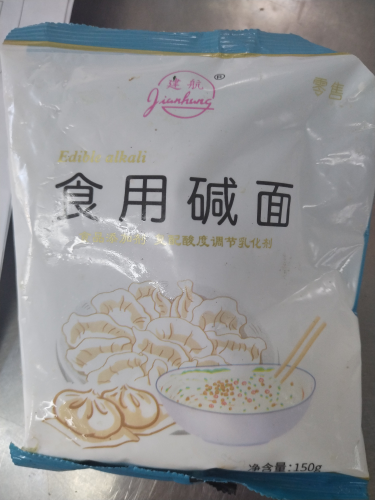 建航
®
Jianhang
零售
Edible alkali
食用碱面
酸度调节乳化剂
净含量:150g